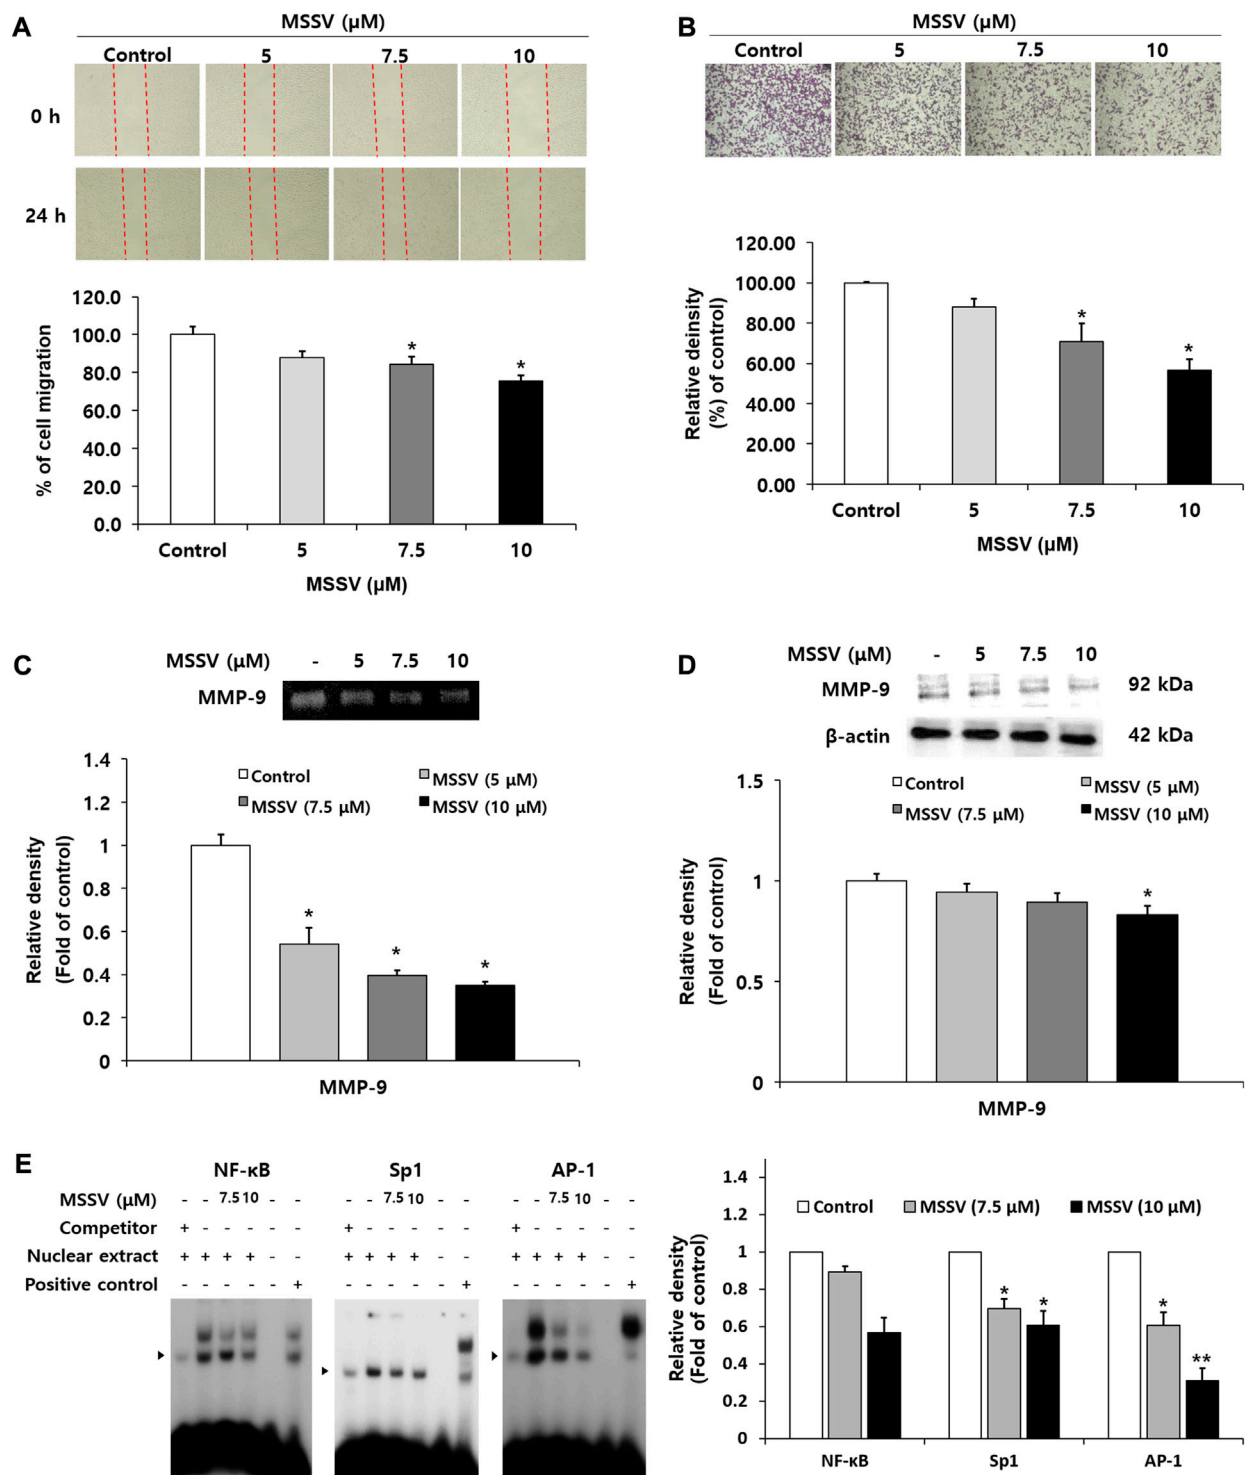 A
MSSV (µM)
Control 5 7.5 10
0 h
24 h
120.0
100.0
80.0
60.0
40.0
20.0
0.0
% of cell migration
* *
Control 5 7.5 10
MSSV (µM)
B
MSSV (µM)
Control 5 7.5 10
120.00
100.00
80.00
60.00
40.00
20.00
0.00
Relative deinsity
(%) of control)
* *
Control 5 7.5 10
MSSV (µM)
C
MSSV (µM) - 5 7.5 10
MMP-9
1.4
1.2
1
0.8
0.6
0.4
0.2
0
Relative density
(Fold of control)
Control MSSV (5 µM)
MSSV (7.5 µM) MSSV (10 µM)
* * *
MMP-9
D
MSSV (µM) - 5 7.5 10
MMP-9 92 kDa
β-actin 42 kDa
1.5
1
0.5
0
Relative density
(Fold of control)
Control MSSV (5 µM)
MSSV (7.5 µM) MSSV (10 µM)
*
MMP-9
E
NF-κB Sp1 AP-1
MSSV (µM) - - 7.5 10 - - - - 7.5 10 - - - - 7.5 10 - -
Competitor + - - - - - + - - - - - + - - - - -
Nuclear extract + + + + - - + + + + - - + + + + - -
Positive control - - - - - + - - - - - + - - - - - +
1.4
1.2
1
0.8
0.6
0.4
0.2
0
Relative density
(Fold of control)
Control MSSV (7.5 µM) MSSV (10 µM)
* * * **
NF-κB Sp1 AP-1